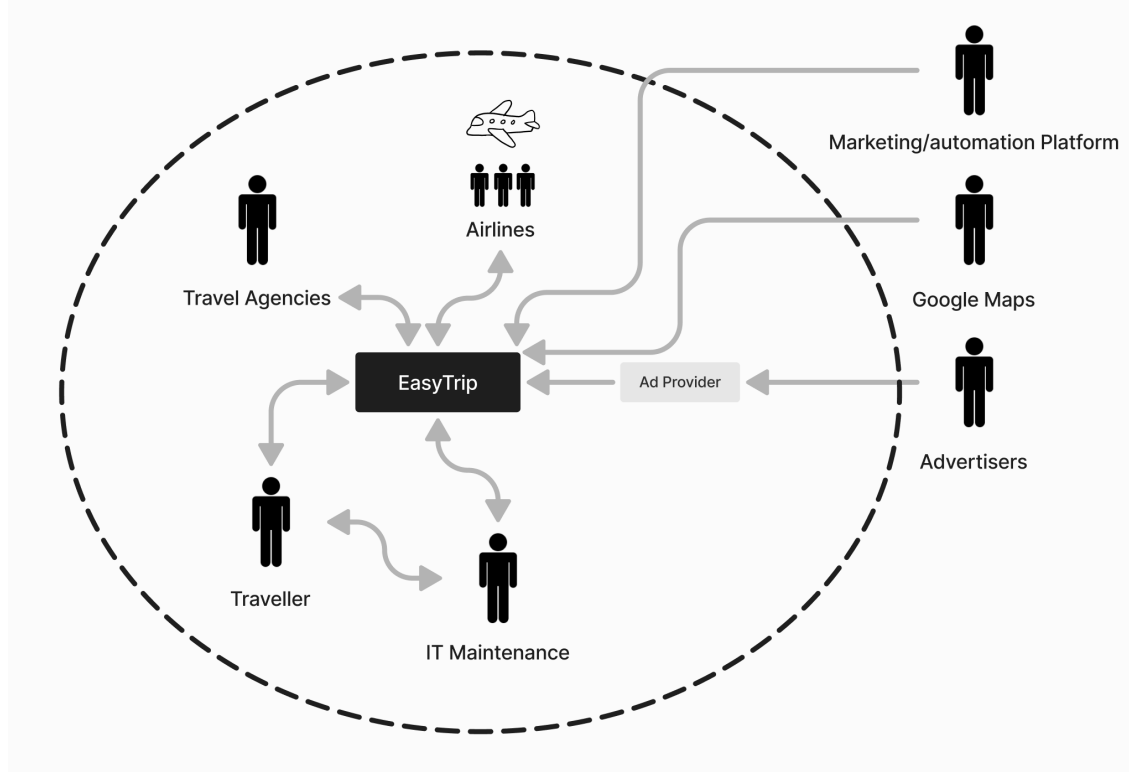 Marketing/automation Platform
Airlines
Travel Agencies
Google Maps
EasyTrip
Ad Provider
Advertisers
Traveller
IT Maintenance